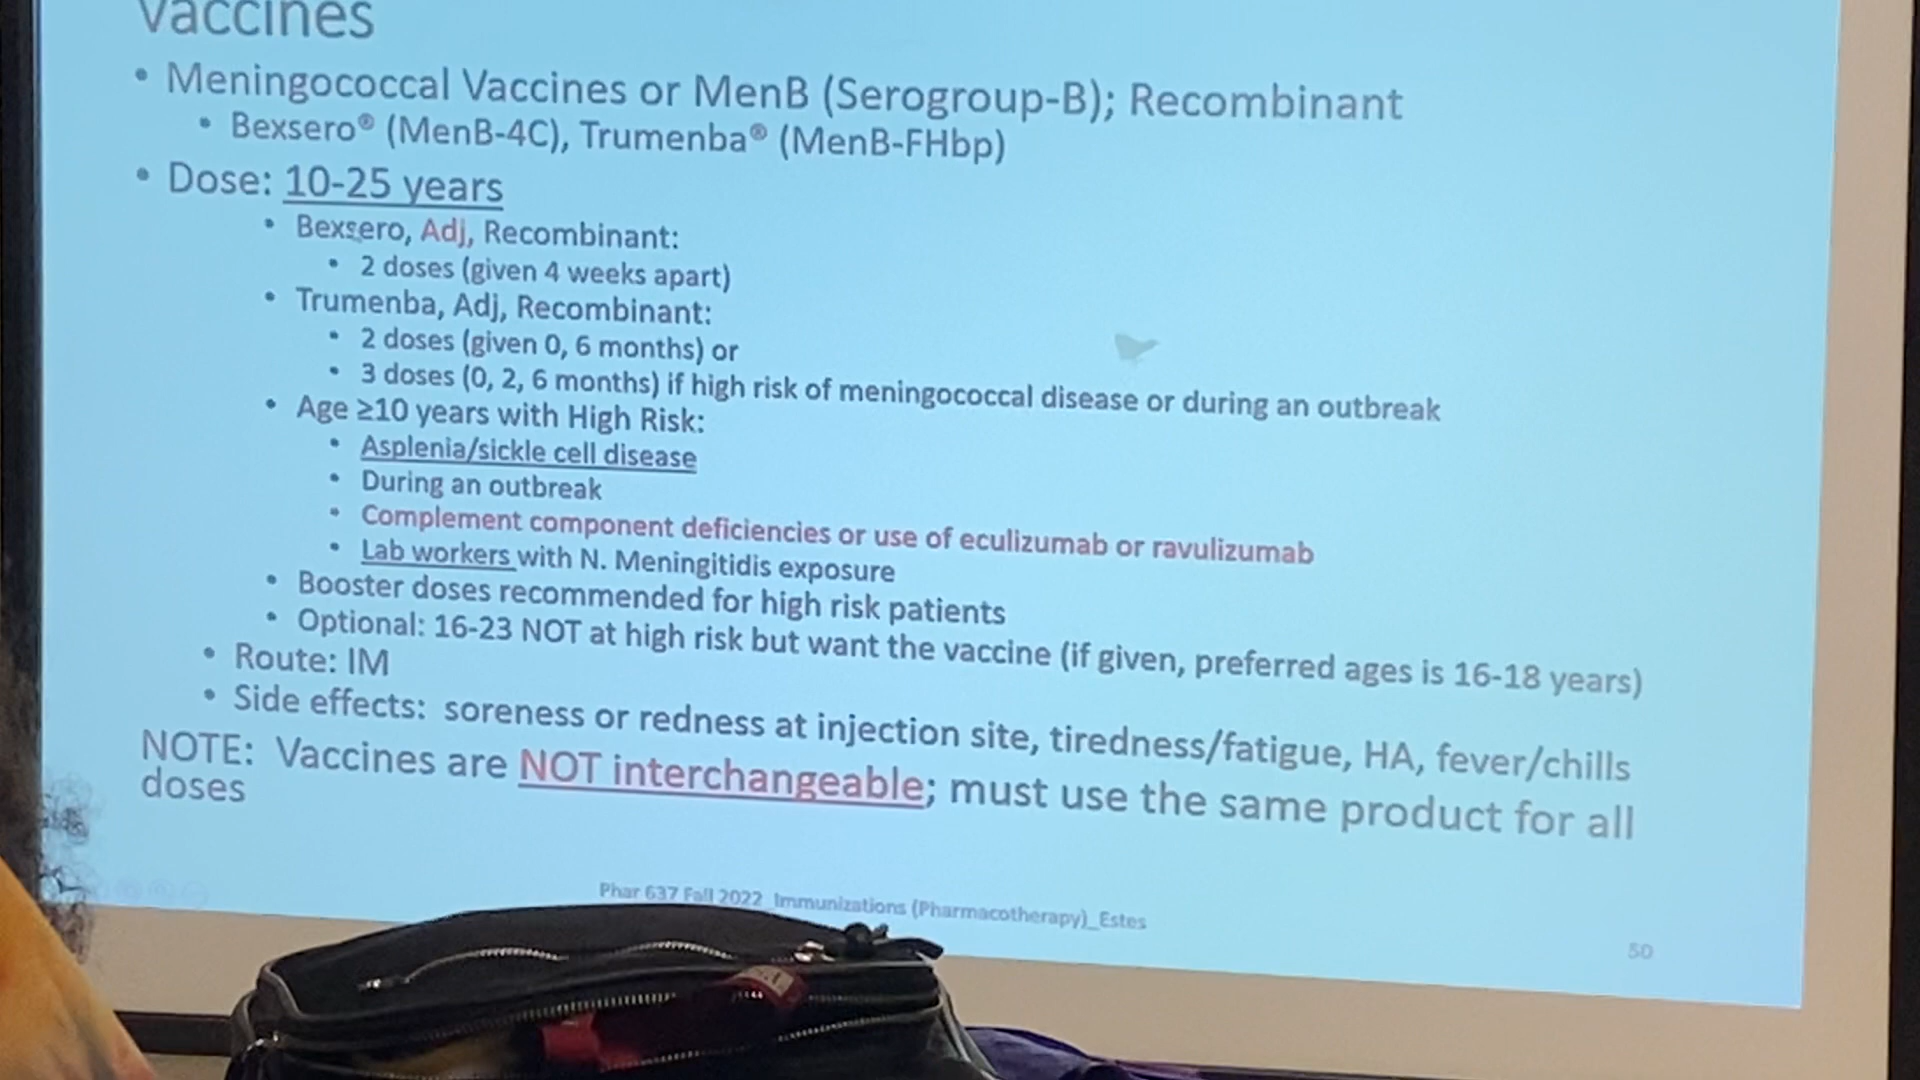 Vaccines
• Meningococcal Vaccines or MenB (Serogroup-B); Recombinant
• Bexsero® (MenB-4C), Trumenba® (MenB-FHbp)
• Dose: 10-25 years
• Bexsero, Adj, Recombinant:
• 2 doses (given 4 weeks apart)
• Trumenba, Adj, Recombinant:
• 2 doses (given 0, 6 months) or
• 3 doses (0, 2, 6 months) if high risk of meningococcal disease or during an outbreak
• Age ≥10 years with High Risk:
• Asplenia/sickle cell disease
• During an outbreak
• Complement component deficiencies or use of eculizumab or ravulizumab
• Lab workers with N. Meningitidis exposure
• Booster doses recommended for high risk patients
• Optional: 16-23 NOT at high risk but want the vaccine (if given, preferred ages is 16-18 years)
• Route: IM
• Side effects: soreness or redness at injection site, tiredness/fatigue, HA, fever/chills
NOTE: Vaccines are NOT interchangeable; must use the same product for all
doses
Phar 637 Fall 2022_Immunizations (Pharmacotherapy)_Estes
50